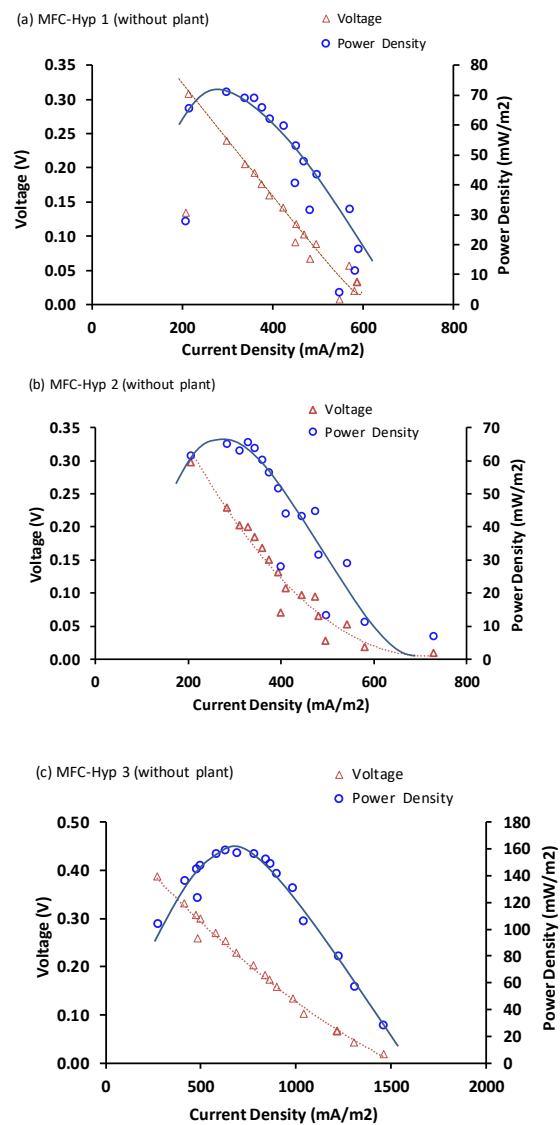 (a) MFC-Hyp 1 (without plant)
Voltage
Power Density
0.35
0.30
0.25
0.20
0.15
0.10
0.05
0.00
Voltage (V)
80
70
60
50
40
30
20
10
0
Power Density (mW/m2)
0 200 400 600 800
Current Density (mA/m2)
(b) MFC-Hyp 2 (without plant)
Voltage
Power Density
0.35
0.30
0.25
0.20
0.15
0.10
0.05
0.00
Voltage (V)
70
60
50
40
30
20
10
0
Power Density (mW/m2)
0 200 400 600 800
Current Density (mA/m2)
(c) MFC-Hyp 3 (without plant)
Voltage
Power Density
0.50
0.40
0.30
0.20
0.10
0.00
Voltage (V)
180
160
140
120
100
80
60
40
20
0
Power Density (mW/m2)
0 500 1000 1500 2000
Current Density (mA/m2)